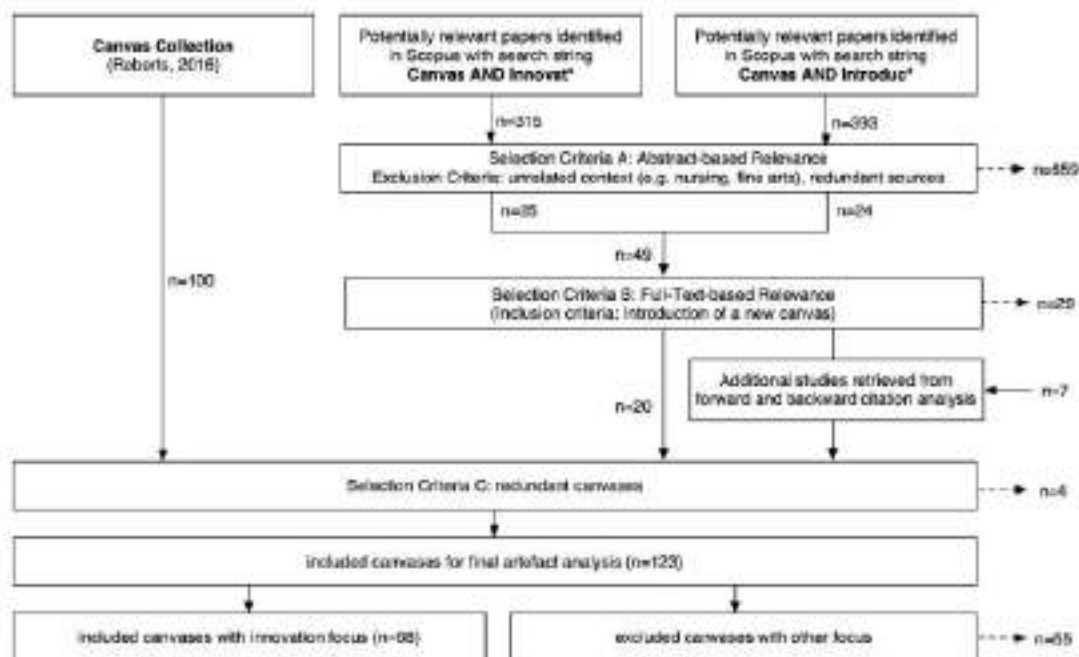 Canvas Collection
(Roberts, 2016)
Potentially relevant papers identified
in Scopus with search string
Canvas AND Innovat*
Potentially relevant papers identified
in Scopus with search string
Canvas AND Introduc*
n=315
n=393
Selection Criteria A: Abstract-based Relevance
Exclusion Criteria: unrelated context (e.g. nursing, fine arts), redundant sources
n=659
n=35
n=24
n=49
n=100
Selection Criteria B: Full-Text-based Relevance
(Inclusion criteria: Introduction of a new canvas)
n=29
Additional studies retrieved from
forward and backward citation analysis
n=7
n=20
Selection Criteria C: redundant canvases
n=4
included canvases for final artefact analysis (n=123)
included canvases with innovation focus (n=68)
excluded canvases with other focus
n=55